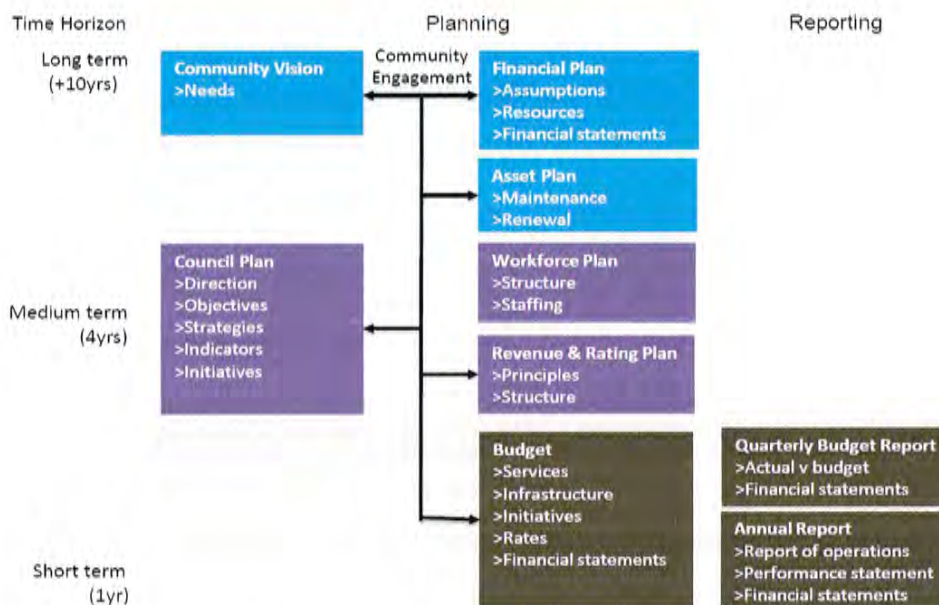 Time Horizon
Planning
Reporting
Long term
(+10yrs)
Community Vision
>Needs
Community
Engagement
Financial Plan
>Assumptions
>Resources
>Financial statements
Asset Plan
>Maintenance
>Renewal
Medium term
(4yrs)
Council Plan
>Direction
>Objectives
>Strategies
>Indicators
>Initiatives
Workforce Plan
>Structure
>Staffing
Revenue & Rating Plan
>Principles
>Structure
Short term
(1yr)
Budget
>Services
>Infrastructure
>Initiatives
>Rates
>Financial statements
Quarterly Budget Report
>Actual v budget
>Financial statements
Annual Report
>Report of operations
>Performance statement
>Financial statements